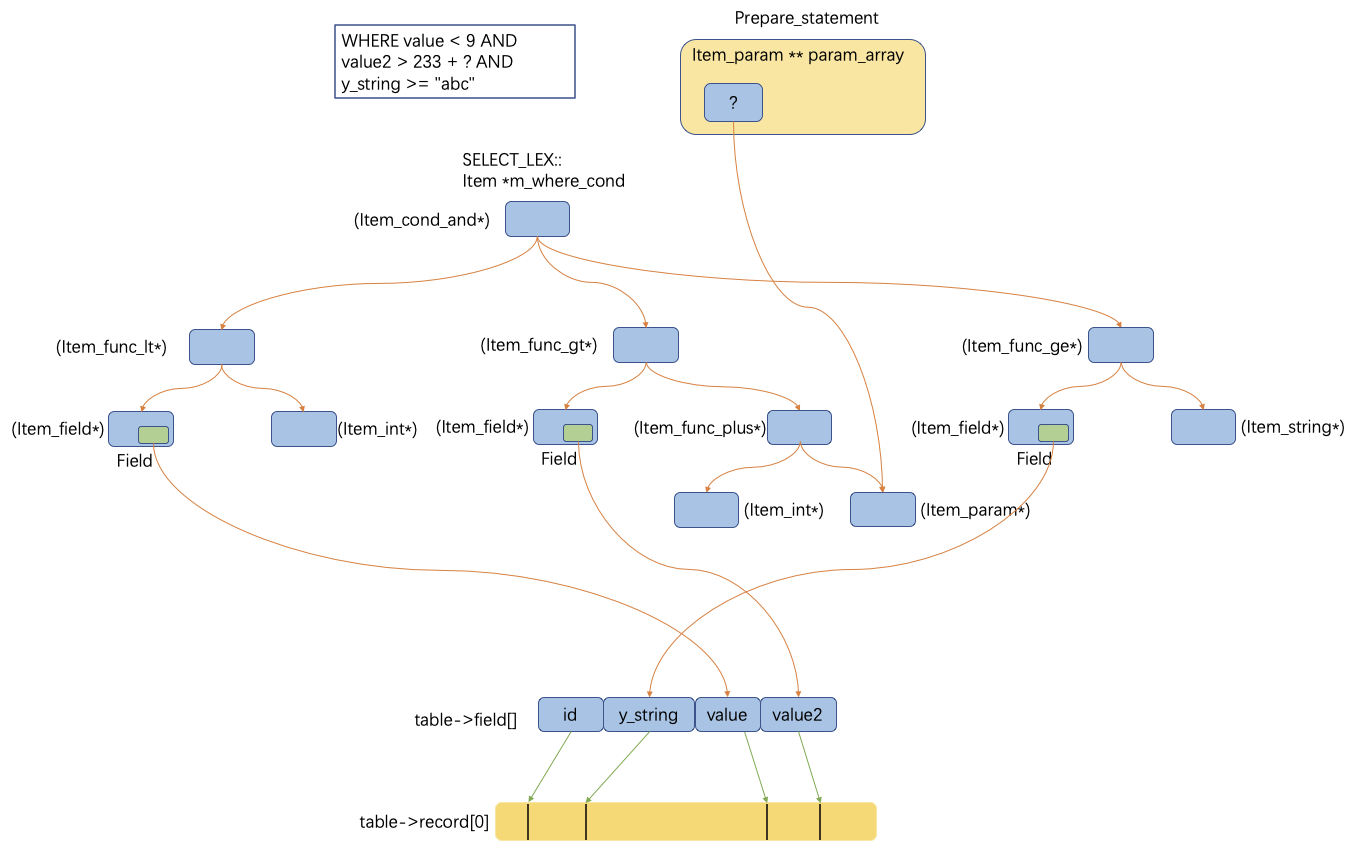 Prepare_statement
WHERE value < 9 AND
value2 > 233 + ? AND
y_string >= "abc"
Item_param ** param_array
?
SELECT_LEX::
Item *m_where_cond
(Item_cond_and*)
(Item_func_lt*)
(Item_func_gt*)
(Item_func_ge*)
(Item_field*)
(Item_int*)
(Item_field*)
(Item_func_plus*)
(Item_field*)
(Item_string*)
Field
Field
Field
(Item_int*)
(Item_param*)
table->field[]
id
y_string
value
value2
table->record[0]